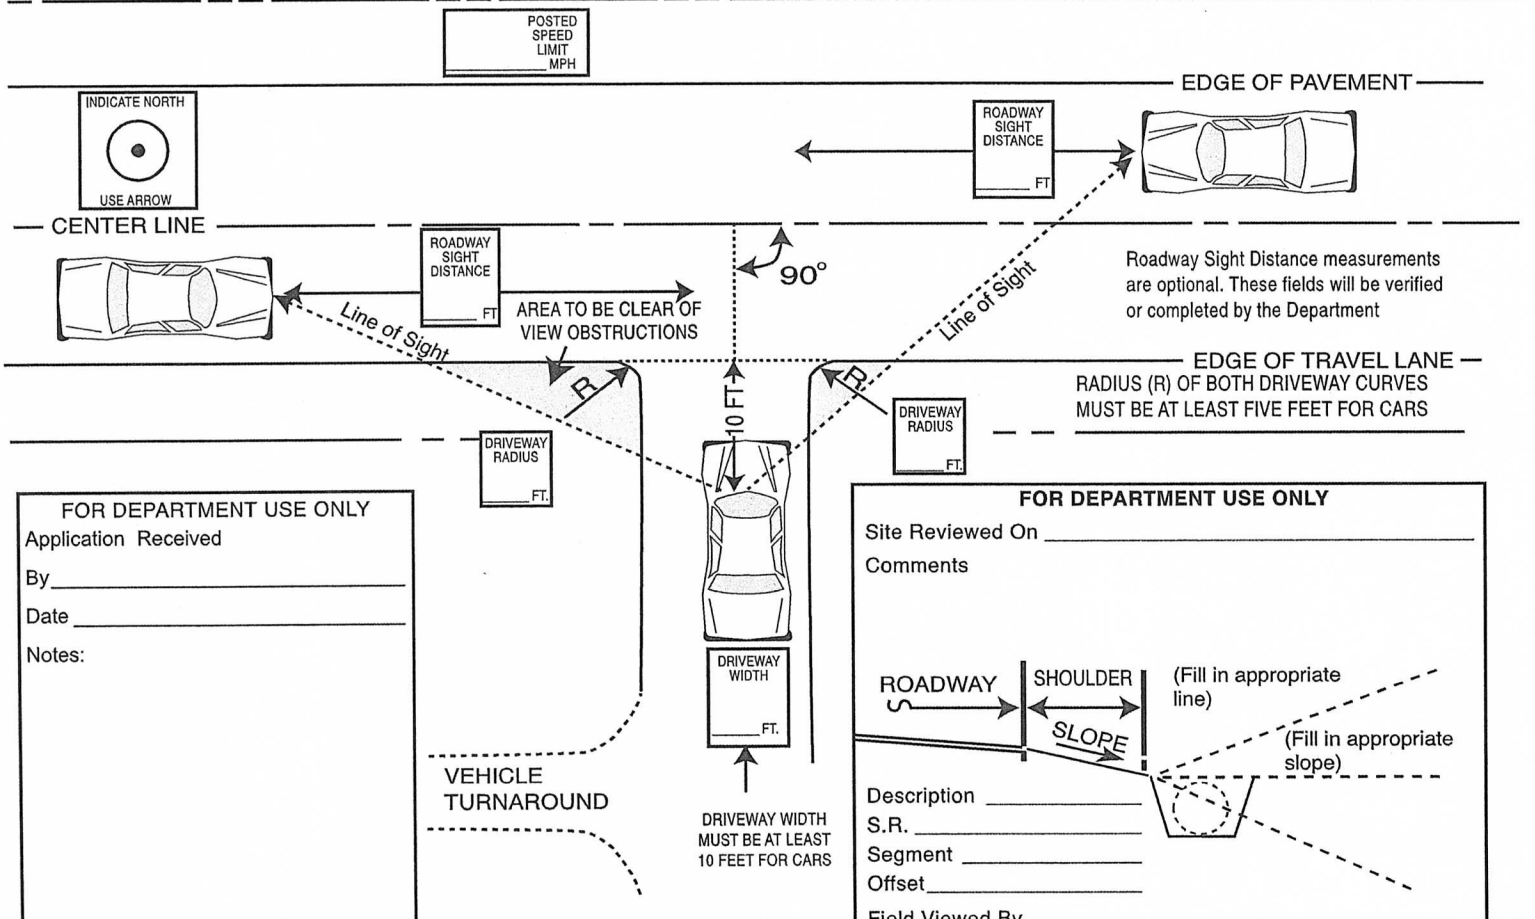 POSTED
SPEED
LIMIT
MPH
EDGE OF PAVEMENT
INDICATE NORTH
USE ARROW
ROADWAY
SIGHT
DISTANCE
FT
CENTER LINE
ROADWAY
SIGHT
DISTANCE
FT
90°
Line of Sight
Line of Sight
AREA TO BE CLEAR OF
VIEW OBSTRUCTIONS
Roadway Sight Distance measurements
are optional. These fields will be verified
or completed by the Department
EDGE OF TRAVEL LANE
RADIUS (R) OF BOTH DRIVEWAY CURVES
MUST BE AT LEAST FIVE FEET FOR CARS
R
R
10 FT
DRIVEWAY
RADIUS
FT.
DRIVEWAY
RADIUS
FT.
FOR DEPARTMENT USE ONLY
Application Received
By
Date
Notes:
DRIVEWAY
WIDTH
FT.
VEHICLE
TURNAROUND
DRIVEWAY WIDTH
MUST BE AT LEAST
10 FEET FOR CARS
FOR DEPARTMENT USE ONLY
Site Reviewed On
Comments
ROADWAY
SHOULDER
SLOPE
(Fill in appropriate
line)
(Fill in appropriate
slope)
Description
S.R.
Segment
Offset
Field Viewed By